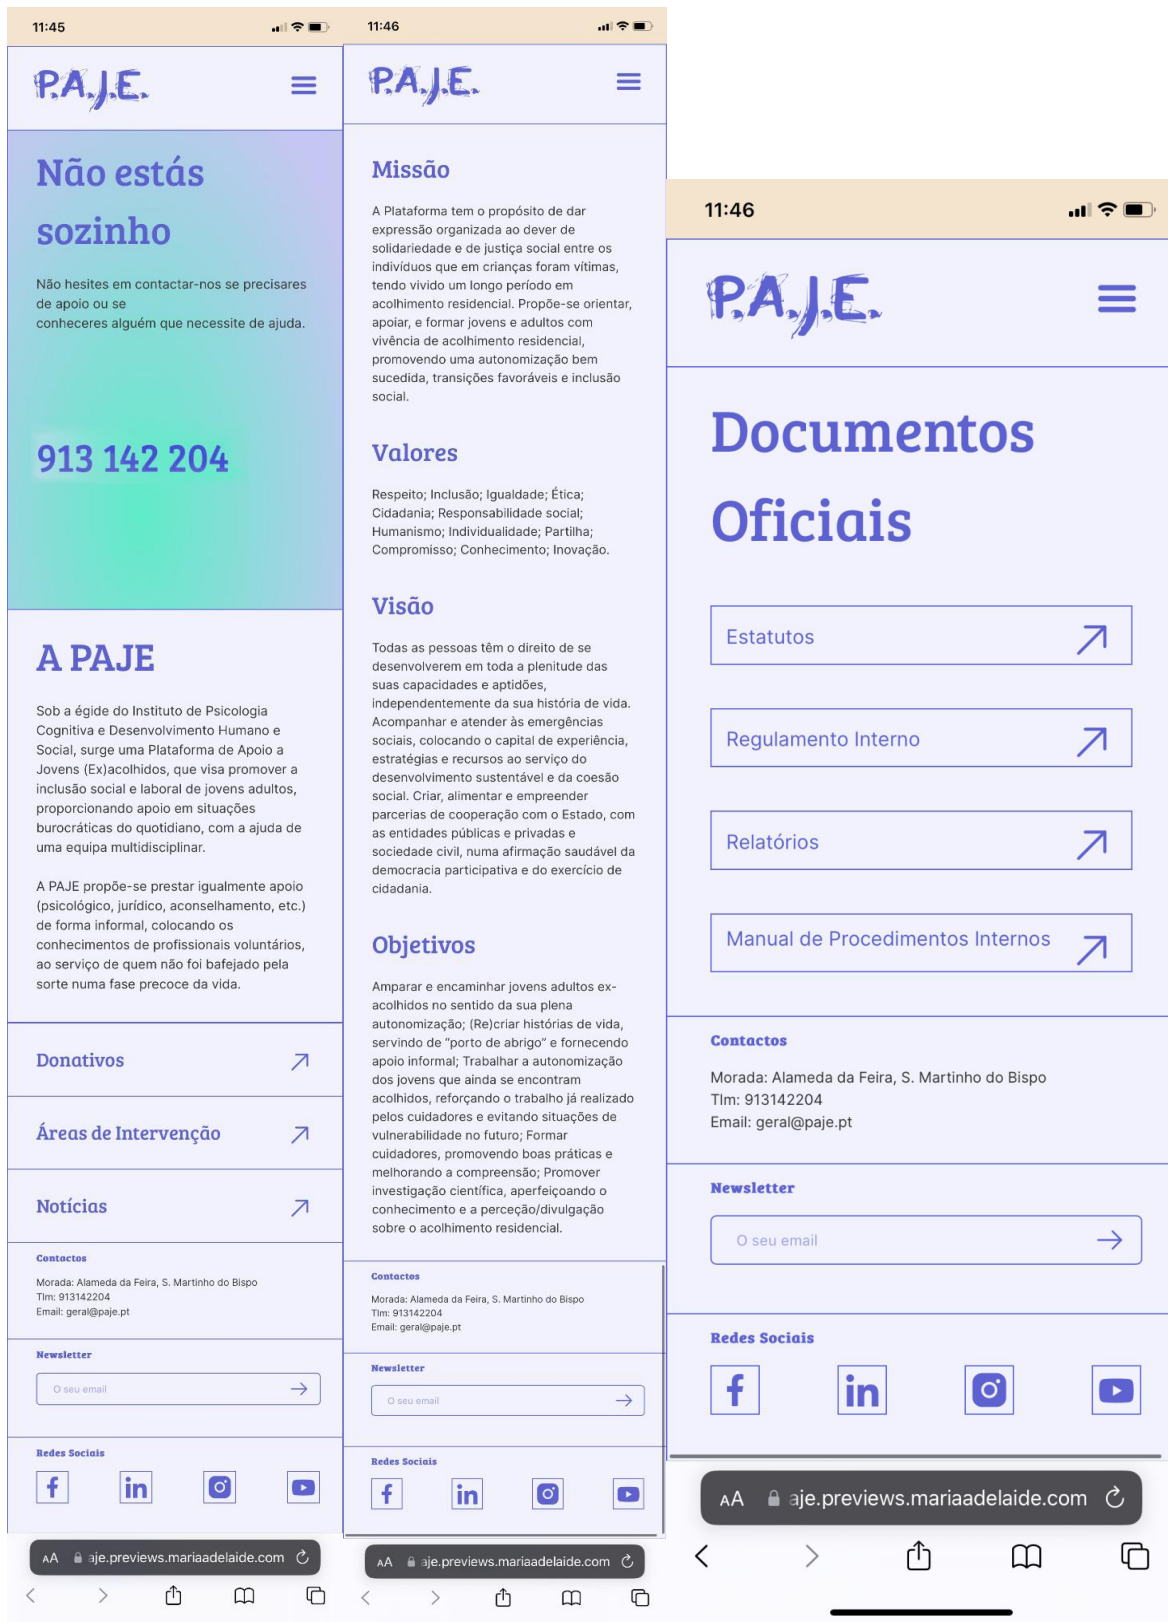 11:45
P.A.J.E.
Não estás
sozinho
Não hesites em contactar-nos se precisares
de apoio ou se
conheceres alguém que necessite de ajuda.
913 142 204
A PAJE
Sob a égide do Instituto de Psicologia
Cognitiva e Desenvolvimento Humano e
Social, surge uma Plataforma de Apoio a
Jovens (Ex)acolhidos, que visa promover a
inclusão social e laboral de jovens adultos,
proporcionando apoio em situações
burocráticas do quotidiano, com a ajuda de
uma equipa multidisciplinar.
A PAJE propõe-se prestar igualmente apoio
(psicológico, jurídico, aconselhamento, etc.)
de forma informal, colocando os
conhecimentos de profissionais voluntários,
ao serviço de quem não foi bafejado pela
sorte numa fase precoce da vida.
Donativos
Áreas de Intervenção
Notícias
Contactos
Morada: Alameda da Feira, S. Martinho do Bispo
Tlm: 913142204
Email: geral@paje.pt
Newsletter
O seu email
Redes Sociais
f
in
AA aje.previews.mariaadelaide.com
11:46
P.A.J.E.
Missão
A Plataforma tem o propósito de dar
expressão organizada ao dever de
solidariedade e de justiça social entre os
indivíduos que em crianças foram vítimas,
tendo vivido um longo período em
acolhimento residencial. Propõe-se orientar,
apoiar, e formar jovens e adultos com
vivência de acolhimento residencial,
promovendo uma autonomização bem
sucedida, transições favoráveis e inclusão
social.
Valores
Respeito; Inclusão; Igualdade; Ética;
Cidadania; Responsabilidade social;
Humanismo; Individualidade; Partilha;
Compromisso; Conhecimento; Inovação.
Visão
Todas as pessoas têm o direito de se
desenvolverem em toda a plenitude das
suas capacidades e aptidões,
independentemente da sua história de vida.
Acompanhar e atender às emergências
sociais, colocando o capital de experiência,
estratégias e recursos ao serviço do
desenvolvimento sustentável e da coesão
social. Criar, alimentar e empreender
parcerias de cooperação com o Estado, com
as entidades públicas e privadas e
sociedade civil, numa afirmação saudável da
democracia participativa e do exercício de
cidadania.
Objetivos
Amparar e encaminhar jovens adultos ex-
acolhidos no sentido da sua plena
autonomização; (Re)criar histórias de vida,
servindo de “porto de abrigo” e fornecendo
apoio informal; Trabalhar a autonomização
dos jovens que ainda se encontram
acolhidos, reforçando o trabalho já realizado
pelos cuidadores e evitando situações de
vulnerabilidade no futuro; Formar
cuidadores, promovendo boas práticas e
melhorando a compreensão; Promover
investigação científica, aperfeiçoando o
conhecimento e a perceção/divulgação
sobre o acolhimento residencial.
Contactos
Morada: Alameda da Feira, S. Martinho do Bispo
Tlm: 913142204
Email: geral@paje.pt
Newsletter
O seu email
Redes Sociais
f
in
AA aje.previews.mariaadelaide.com
11:46
P.A.J.E.
Documentos
Oficiais
Estatutos
Regulamento Interno
Relatórios
Manual de Procedimentos Internos
Contactos
Morada: Alameda da Feira, S. Martinho do Bispo
Tlm: 913142204
Email: geral@paje.pt
Newsletter
O seu email
Redes Sociais
f
in
AA aje.previews.mariaadelaide.com